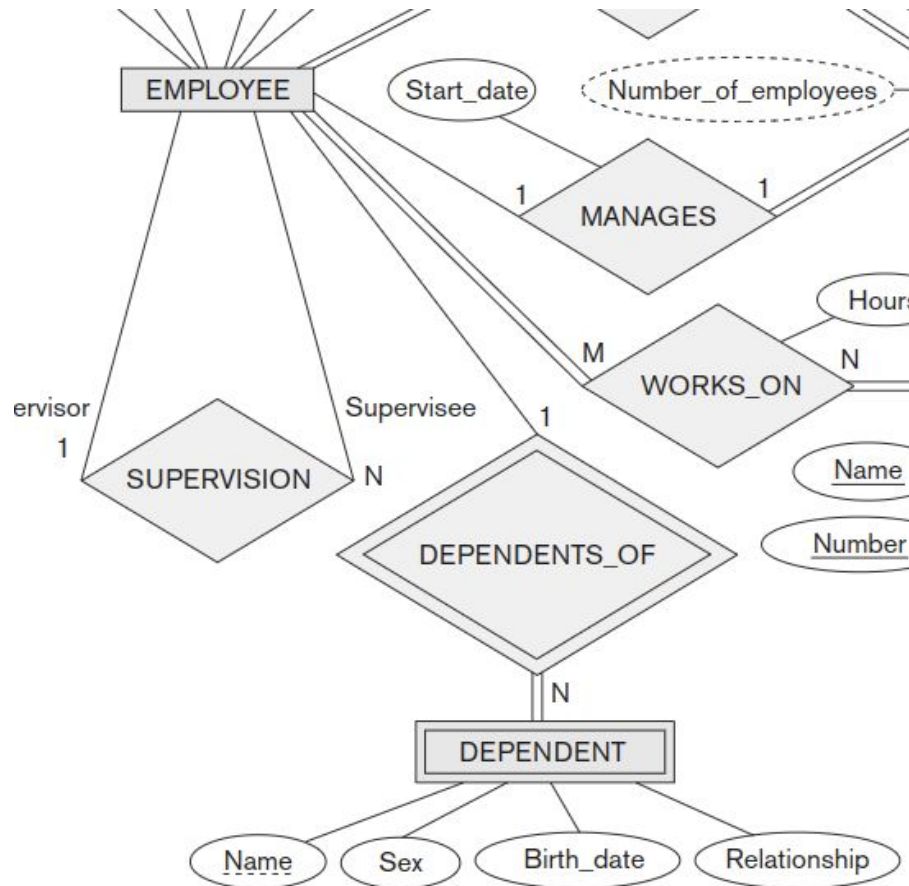 EMPLOYEE
Start_date
Number_of_employees
1
1
MANAGES
Hours
M
N
WORKS_ON
ervisor
Supervisee
1
1
N
SUPERVISION
Name
DEPENDENTS_OF
Number
N
DEPENDENT
Name
Sex
Birth_date
Relationship